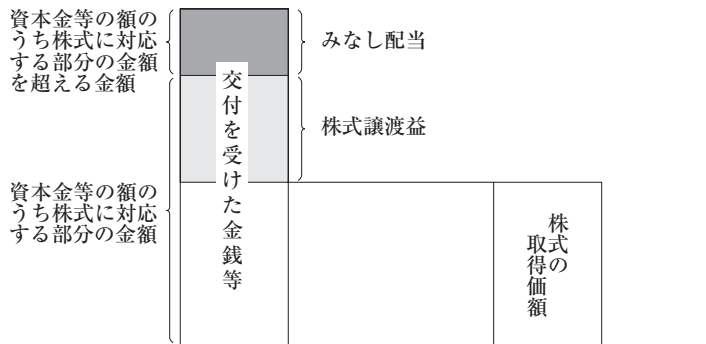 資本金等の額の
うち株式に対応
する部分の金額
を超える金額
みなし配当
交付を受けた金銭等
株式譲渡益
資本金等の額の
うち株式に対応
する部分の金額
株式の
取得価額